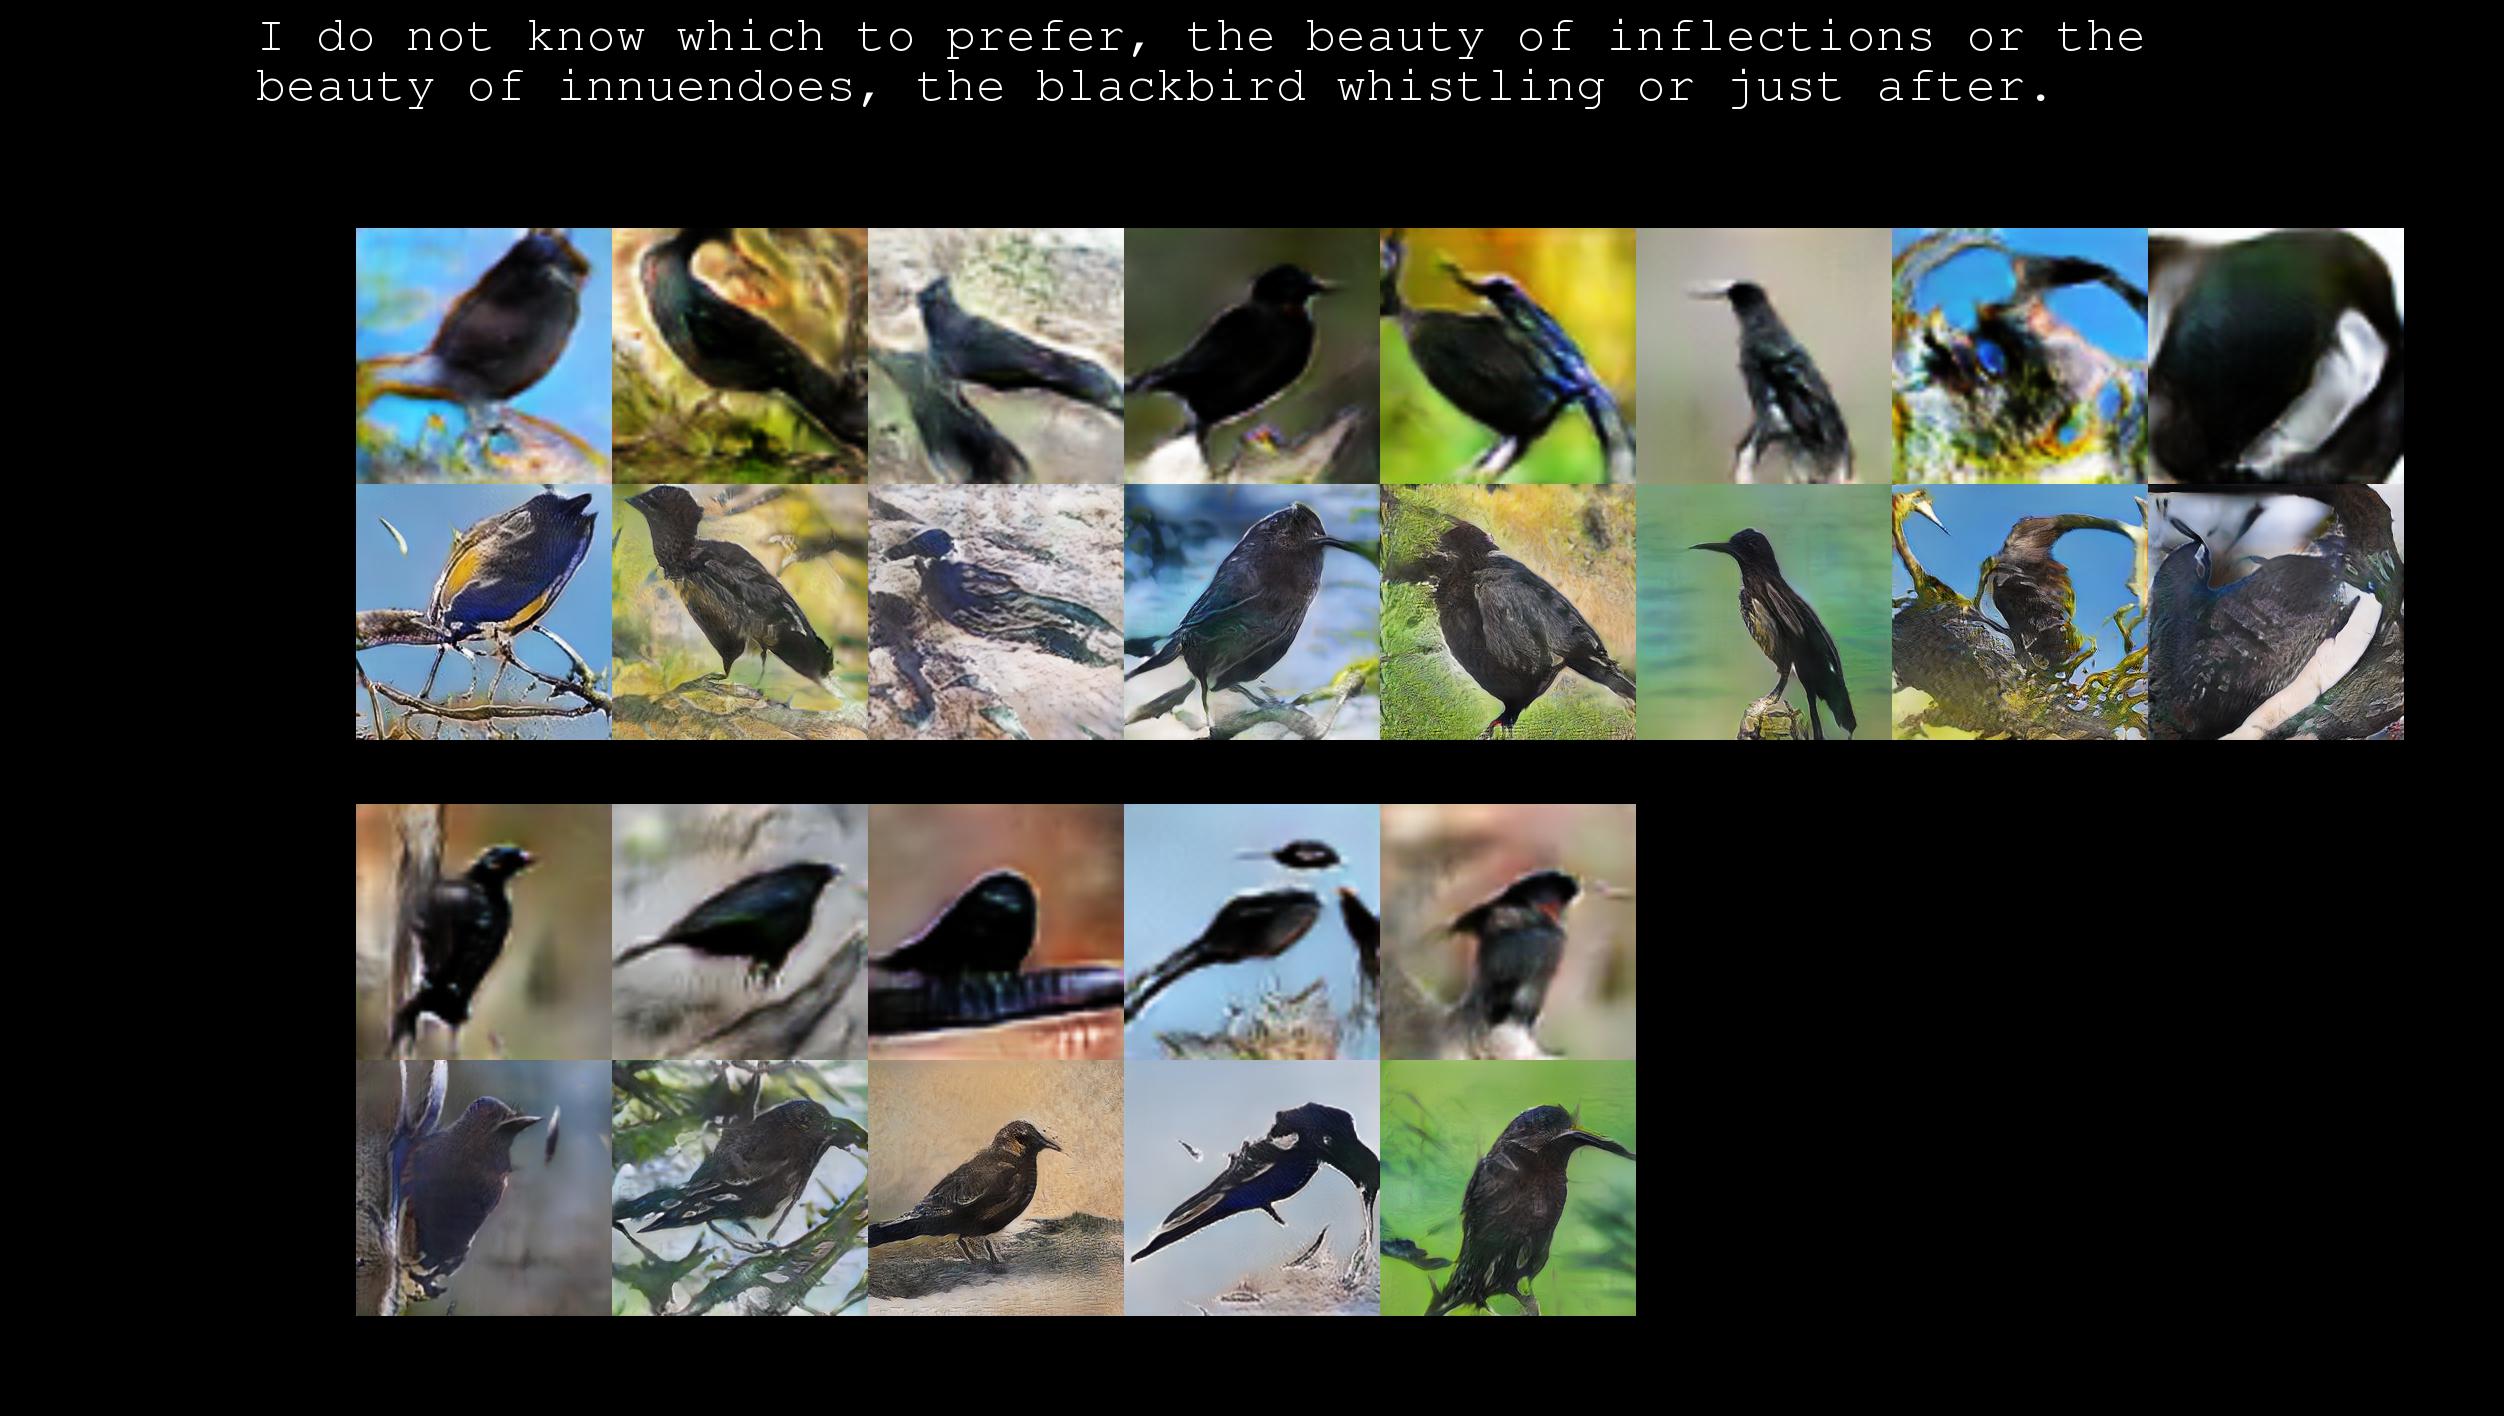 I do not know which to prefer, the beauty of inflections or the
beauty of innuendoes, the blackbird whistling or just after.